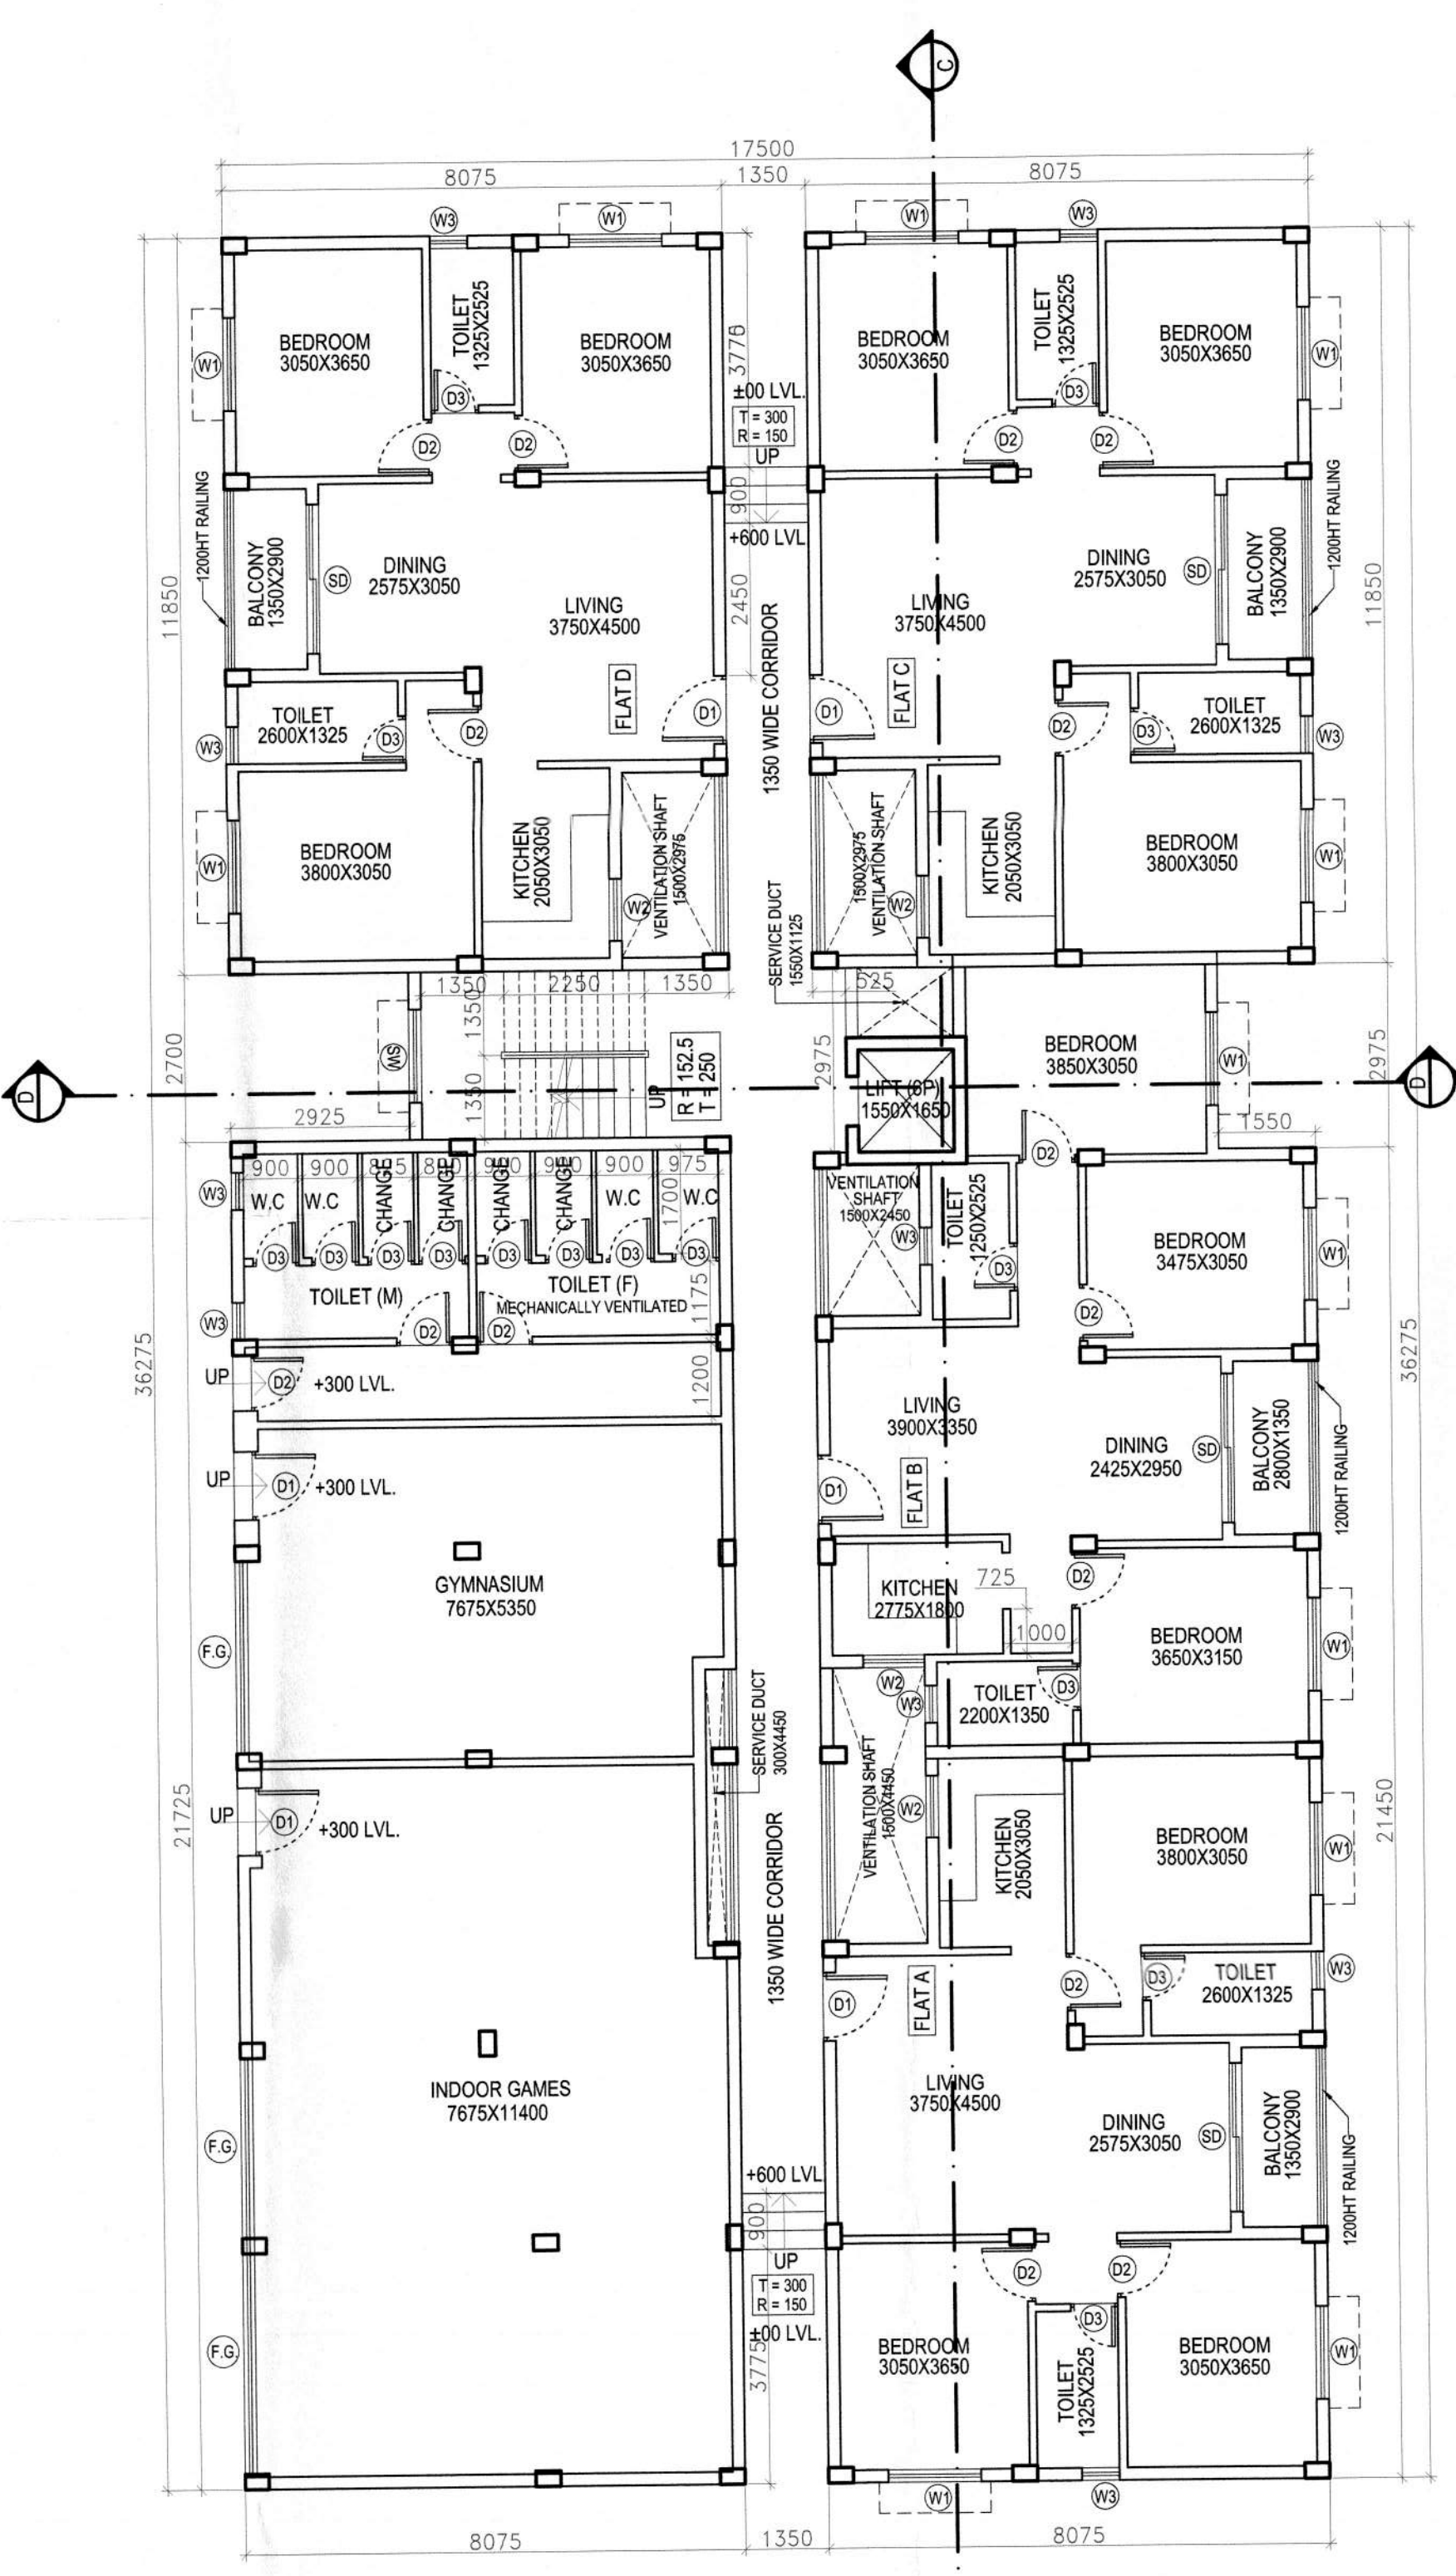 C
17500
8075
1350
8075
W3
W1
W1
W3
BEDROOM
3050X3650
TOILET
1325X2525
BEDROOM
3050X3650
BEDROOM
3050X3650
TOILET
1325X2525
BEDROOM
3050X3650
W1
W1
3775
±00 LVL.
T = 300
R = 150
UP
D3
D3
D2
D2
D2
D2
900
+600 LVL
1200HT RAILING
1200HT RAILING
BALCONY
1350X2900
SD
DINING
2575X3050
LIVING
3750X4500
2450
LIVING
3750X4500
DINING
2575X3050
SD
BALCONY
1350X2900
11850
11850
FLAT D
D1
1350 WIDE CORRIDOR
D1
FLAT C
TOILET
2600X1325
D3
D2
W3
D2
D3
TOILET
2600X1325
W3
W1
BEDROOM
3800X3050
KITCHEN
2050X3050
VENTILATION SHAFT
1500X2975
W2
1500X2975
VENTILATION SHAFT
W2
KITCHEN
2050X3050
BEDROOM
3800X3050
W1
SERVICE DUCT
1550X1125
1350
2250
1350
525
1350
1350
2700
SW
2975
BEDROOM
3850X3050
W1
2975
D
D
UP
R = 152.5
T = 250
LIFT (6P)
1550X1650
2925
1550
D2
900
900
900
975
W3
W.C
W.C
CHANGE
CHANGE
CHANGE
CHANGE
W.C
W.C
1700
D3
D3
D3
D3
D3
D3
D3
D3
TOILET (M)
TOILET (F)
MECHANICALLY VENTILATED
1175
W3
D2
D2
VENTILATION
SHAFT
1500X2450
W3
TOILET
1250X2525
D3
BEDROOM
3475X3050
W1
D2
36275
36275
UP
D2
+300 LVL.
1200
UP
D1
+300 LVL.
LIVING
3900X3350
DINING
2425X2950
SD
BALCONY
2800X1350
1200HT RAILING
D1
FLAT B
GYMNASIUM
7675X5350
F.G.
KITCHEN
2775X1800
725
1000
D2
BEDROOM
3650X3150
W1
W2
W3
TOILET
2200X1350
D3
SERVICE DUCT
300X4450
21725
UP
D1
+300 LVL.
VENTILATION SHAFT
1500X4450
W2
KITCHEN
2050X3050
BEDROOM
3800X3050
W1
21450
1350 WIDE CORRIDOR
D1
FLAT A
D2
D3
TOILET
2600X1325
W3
INDOOR GAMES
7675X11400
F.G.
LIVING
3750X4500
DINING
2575X3050
SD
BALCONY
1350X2900
1200HT RAILING
+600 LVL
900
UP
T = 300
R = 150
±00 LVL.
3775
D2
D2
D3
F.G.
BEDROOM
3050X3650
TOILET
1325X2525
BEDROOM
3050X3650
W1
W1
W3
8075
1350
8075